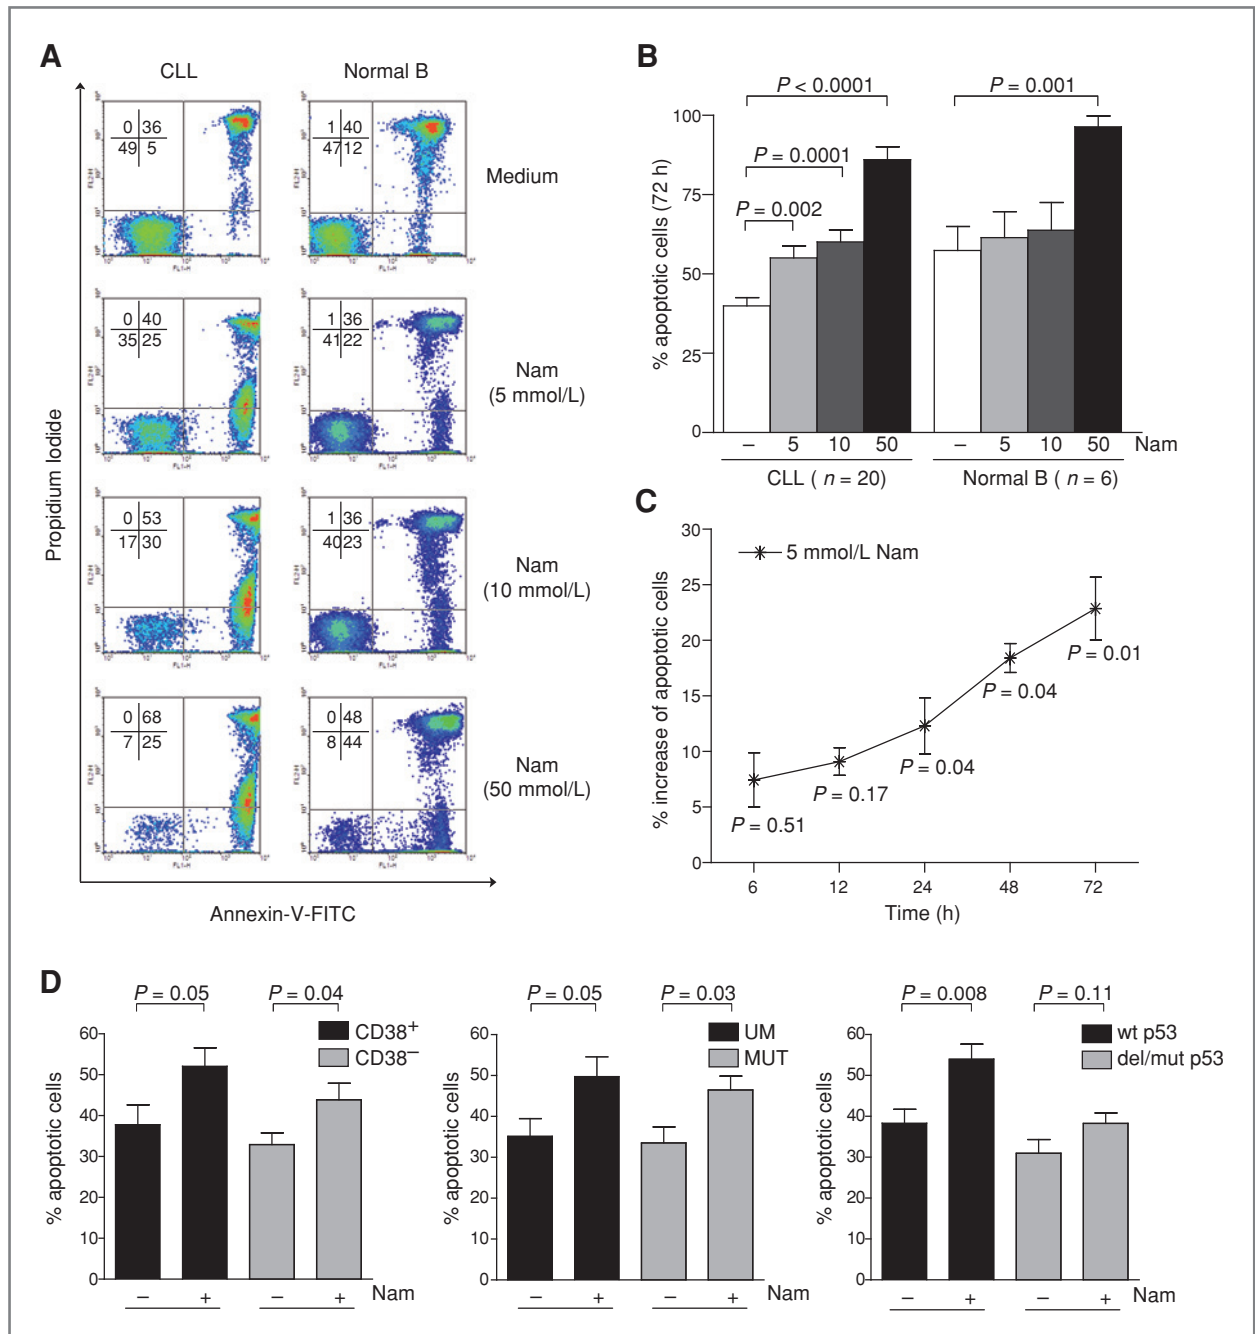 A
CLL
Normal B
0 36
49 5
1 40
47 12
Medium
0 40
35 25
1 36
41 22
Nam
(5 mmol/L)
0 53
17 30
1 36
40 23
Nam
(10 mmol/L)
0 68
7 25
0 48
8 44
Nam
(50 mmol/L)
FL1-H
FL2-H
Propidium Iodide
Annexin-V-FITC
B
P < 0.0001
P = 0.001
P = 0.0001
P = 0.002
% apoptotic cells (72 h)
100
75
50
25
0
– 5 10 50 – 5 10 50 Nam
CLL ( n = 20)
Normal B ( n = 6)
C
5 mmol/L Nam
% increase of apoptotic cells
30
25
20
15
10
5
0
P = 0.51
P = 0.17
P = 0.04
P = 0.04
P = 0.01
6 12 24 48 72
Time (h)
D
P = 0.05
P = 0.04
CD38+
CD38–
% apoptotic cells
60
50
40
30
20
10
0
– + – + Nam
P = 0.05
P = 0.03
UM
MUT
% apoptotic cells
60
50
40
30
20
10
0
– + – + Nam
P = 0.008
P = 0.11
wt p53
del/mut p53
% apoptotic cells
60
50
40
30
20
10
0
– + – + Nam